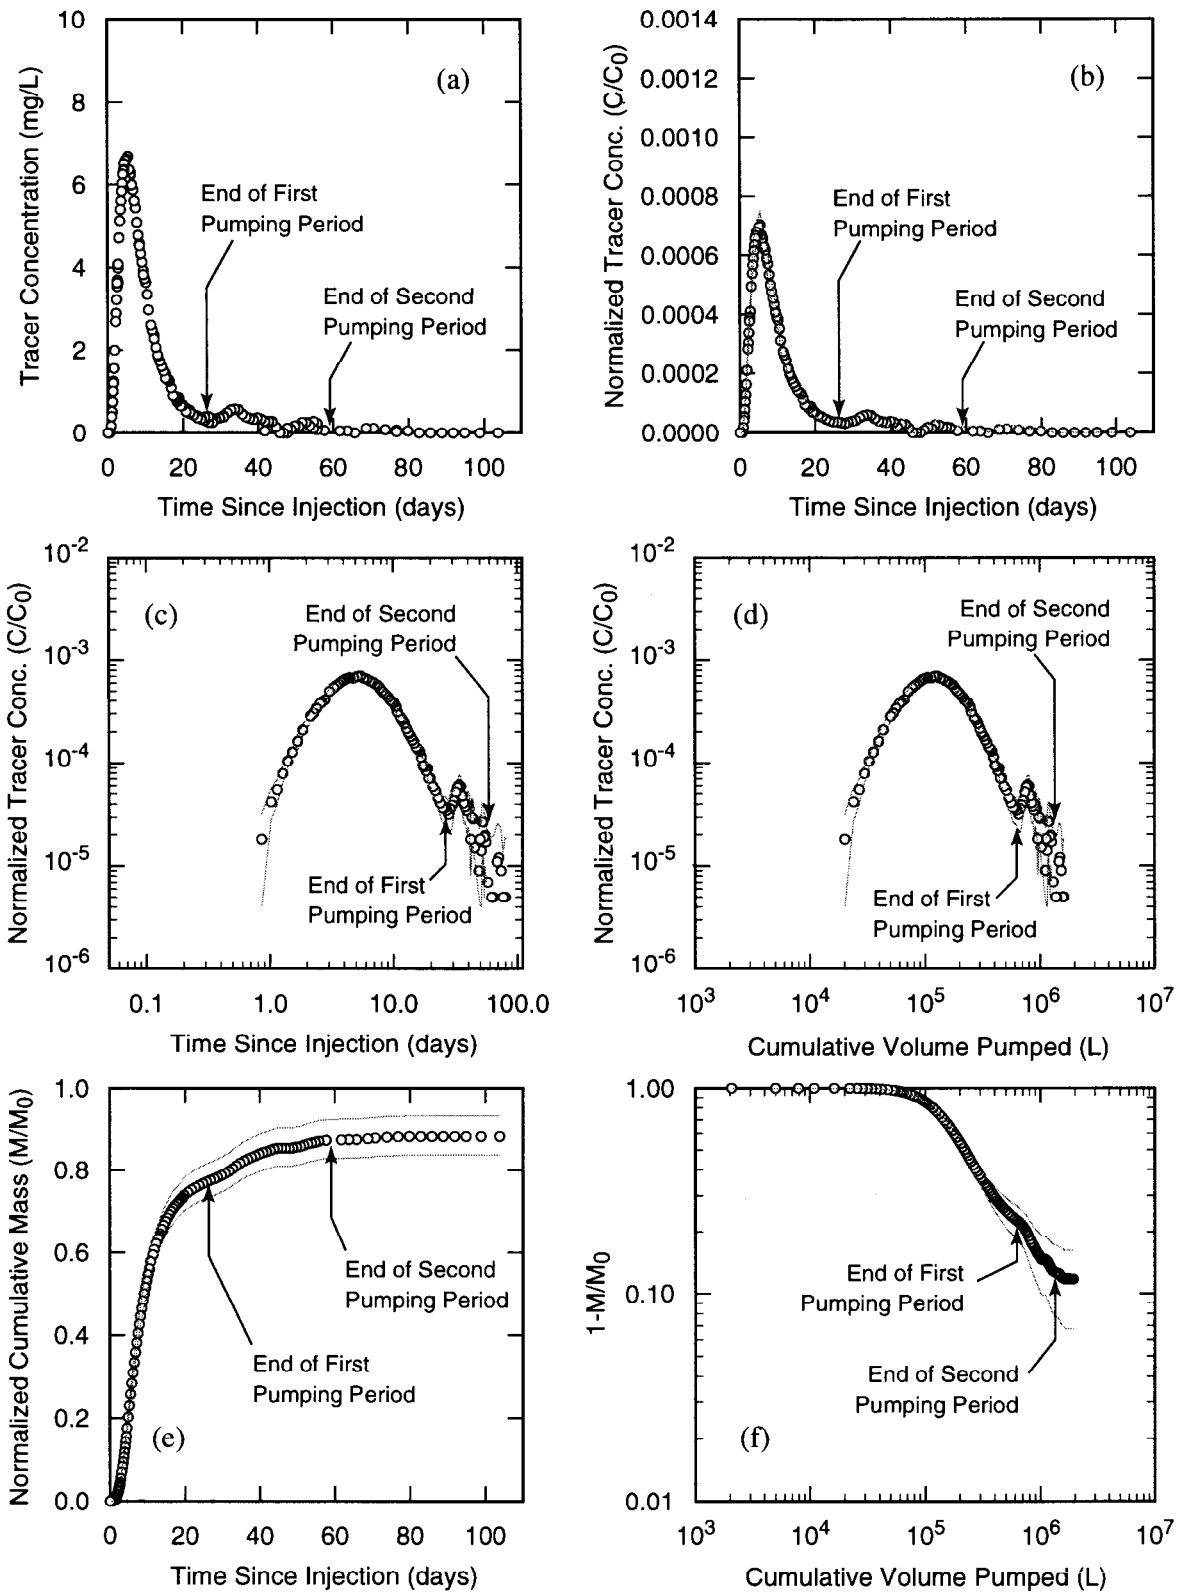 10
8
6
4
2
0
Tracer Concentration (mg/L)
(a)
End of First
Pumping Period
End of Second
Pumping Period
0 20 40 60 80 100
Time Since Injection (days)
0.0014
0.0012
0.0010
0.0008
0.0006
0.0004
0.0002
0.0000
Normalized Tracer Conc. (C/C0)
(b)
End of First
Pumping Period
End of Second
Pumping Period
0 20 40 60 80 100
Time Since Injection (days)
10-2
10-3
10-4
10-5
10-6
Normalized Tracer Conc. (C/C0)
(c)
End of Second
Pumping Period
End of First
Pumping Period
0.1 1.0 10.0 100.0
Time Since Injection (days)
10-2
10-3
10-4
10-5
10-6
Normalized Tracer Conc. (C/C0)
(d)
End of Second
Pumping Period
End of First
Pumping Period
103 104 105 106 107
Cumulative Volume Pumped (L)
1.0
0.8
0.6
0.4
0.2
0.0
Normalized Cumulative Mass (M/M0)
End of Second
Pumping Period
End of First
Pumping Period
(e)
0 20 40 60 80 100
Time Since Injection (days)
1.00
0.10
0.01
1-M/M0
End of First
Pumping Period
End of Second
Pumping Period
(f)
103 104 105 106 107
Cumulative Volume Pumped (L)